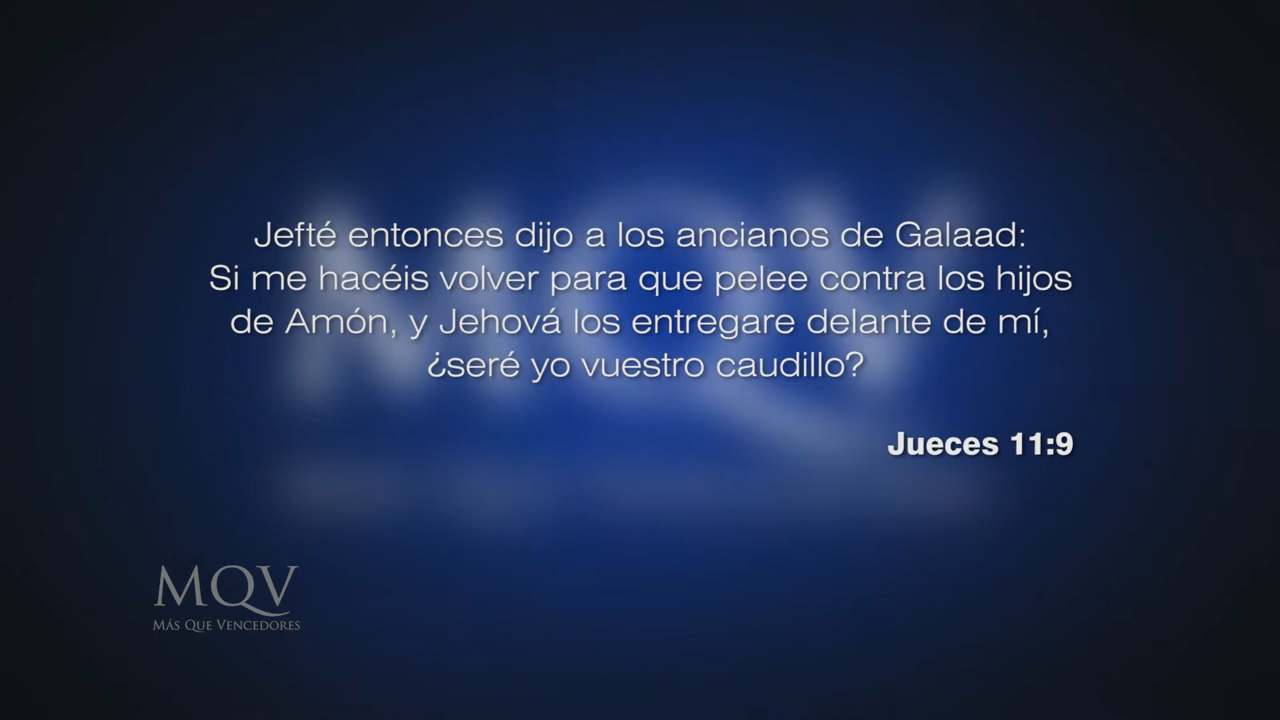 Jefté entonces dijo a los ancianos de Galaad:
Si me hacéis volver para que pelee contra los hijos
de Amón, y Jehová los entregare delante de mí,
¿seré yo vuestro caudillo?
Jueces 11:9
MQV
MÁS QUE VENCEDORES